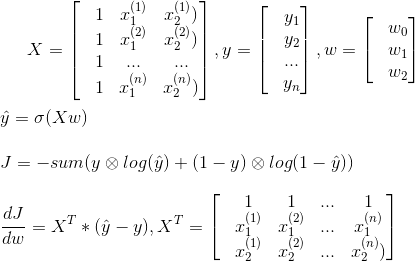 X = [ 1 x_1^{(1)} x_2^{(1)}) ; 1 x_1^{(2)} x_2^{(2)}) ; 1 ... ... ; 1 x_1^{(n)} x_2^{(n)}) ], y = [ y_1 ; y_2 ; ... ; y_n ], w = [ w_0 ; w_1 ; w_2 ]
ŷ = σ(Xw)
J = −sum(y ⊗ log(ŷ) + (1 − y) ⊗ log(1 − ŷ))
dJ/dw = X^T * (ŷ − y), X^T = [ 1 1 ... 1 ; x_1^{(1)} x_1^{(2)} ... x_1^{(n)} ; x_2^{(1)} x_2^{(2)} ... x_2^{(n)}) ]